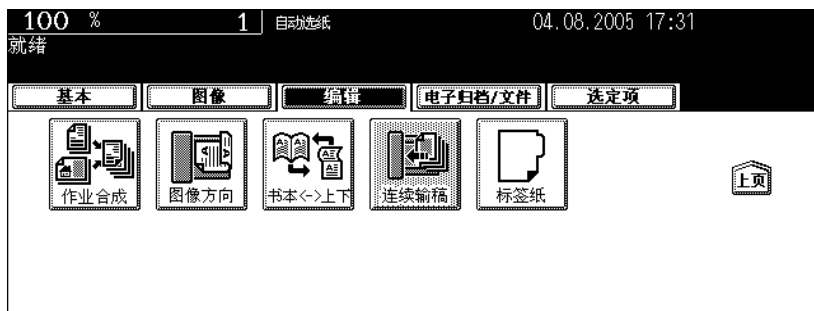 100 % 1 自动选纸 04.08.2005 17:31
就绪
基本 图像 编辑 电子归档/文件 选定项
作业合成 图像方向 书本<->上下 连续输稿 标签纸 上页